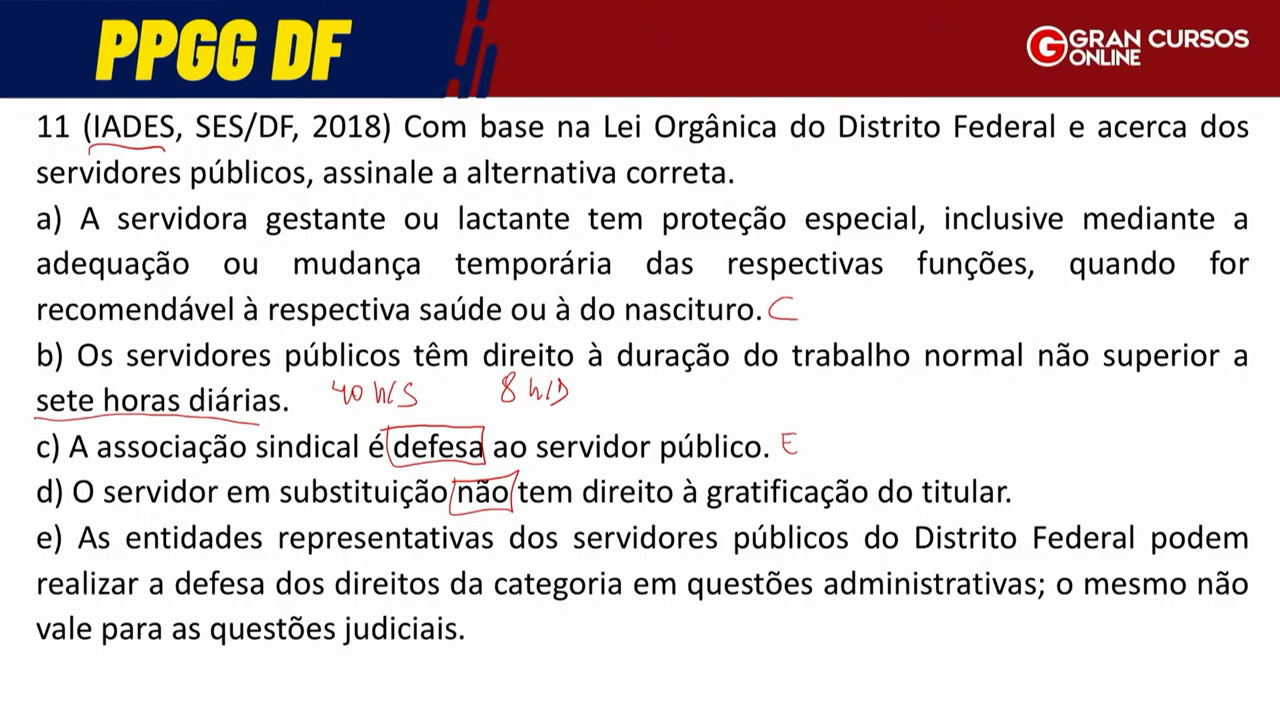 PPGG DF
GRAN CURSOS
ONLINE
11 (IADES, SES/DF, 2018) Com base na Lei Orgânica do Distrito Federal e acerca dos
servidores públicos, assinale a alternativa correta.
a) A servidora gestante ou lactante tem proteção especial, inclusive mediante a
adequação ou mudança temporária das respectivas funções, quando for
recomendável à respectiva saúde ou à do nascituro. C
b) Os servidores públicos têm direito à duração do trabalho normal não superior a
sete horas diárias. 40 h/S 8 h/D
c) A associação sindical é defesa ao servidor público. E
d) O servidor em substituição não tem direito à gratificação do titular.
e) As entidades representativas dos servidores públicos do Distrito Federal podem
realizar a defesa dos direitos da categoria em questões administrativas; o mesmo não
vale para as questões judiciais.